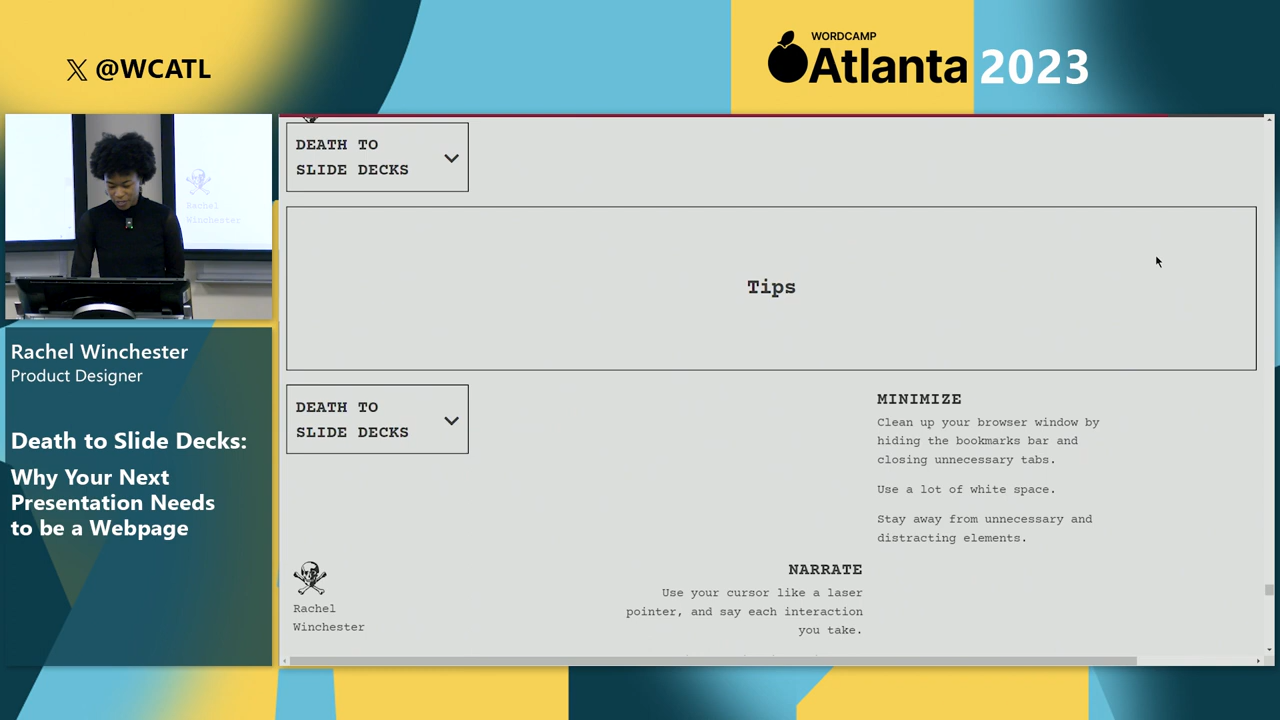 𝕏 @WCATL
WORDCAMP
Atlanta 2023
Rachel
Winchester
Rachel Winchester
Product Designer
Death to Slide Decks:
Why Your Next
Presentation Needs
to be a Webpage
DEATH TO
SLIDE DECKS
Tips
DEATH TO
SLIDE DECKS
MINIMIZE
Clean up your browser window by
hiding the bookmarks bar and
closing unnecessary tabs.
Use a lot of white space.
Stay away from unnecessary and
distracting elements.
Rachel
Winchester
NARRATE
Use your cursor like a laser
pointer, and say each interaction
you take.